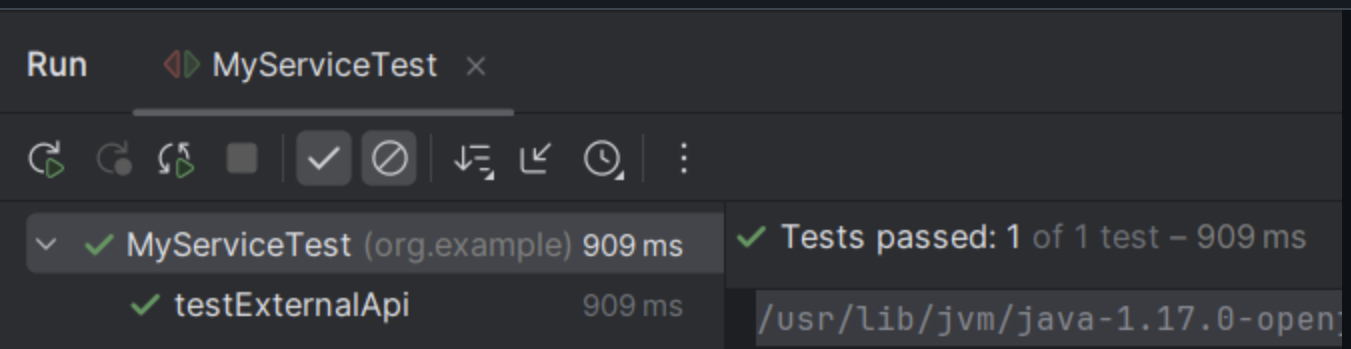 Run MyServiceTest
MyServiceTest (org.example) 909 ms
testExternalApi 909 ms
Tests passed: 1 of 1 test – 909 ms
/usr/lib/jvm/java-1.17.0-openj